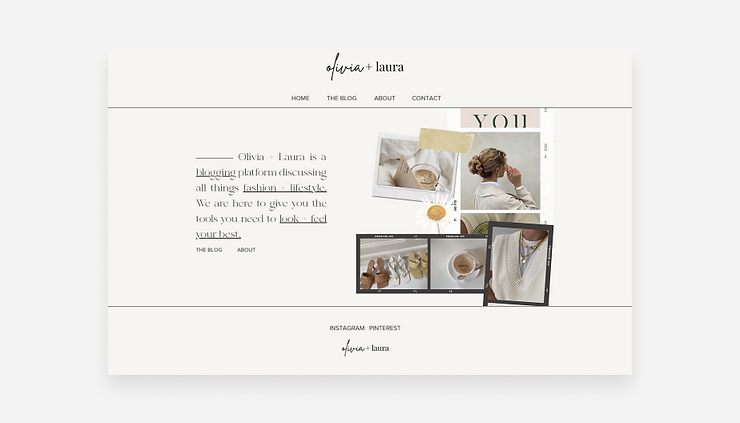 olivia + laura
HOME THE BLOG ABOUT CONTACT
YOU
Olivia + Laura is a
blogging platform discussing
all things fashion + lifestyle.
We are here to give you the
tools you need to look + feel
your best.
THE BLOG ABOUT
INSTAGRAM PINTEREST
olivia + laura